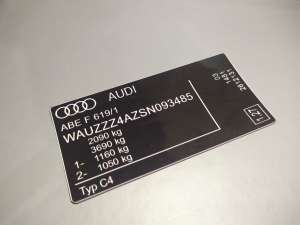 AUDI
ABE F 619/1
WAUZZZ4AZSN093485
2090 kg
3690 kg
1- 1160 kg
2- 1050 kg
Typ C4